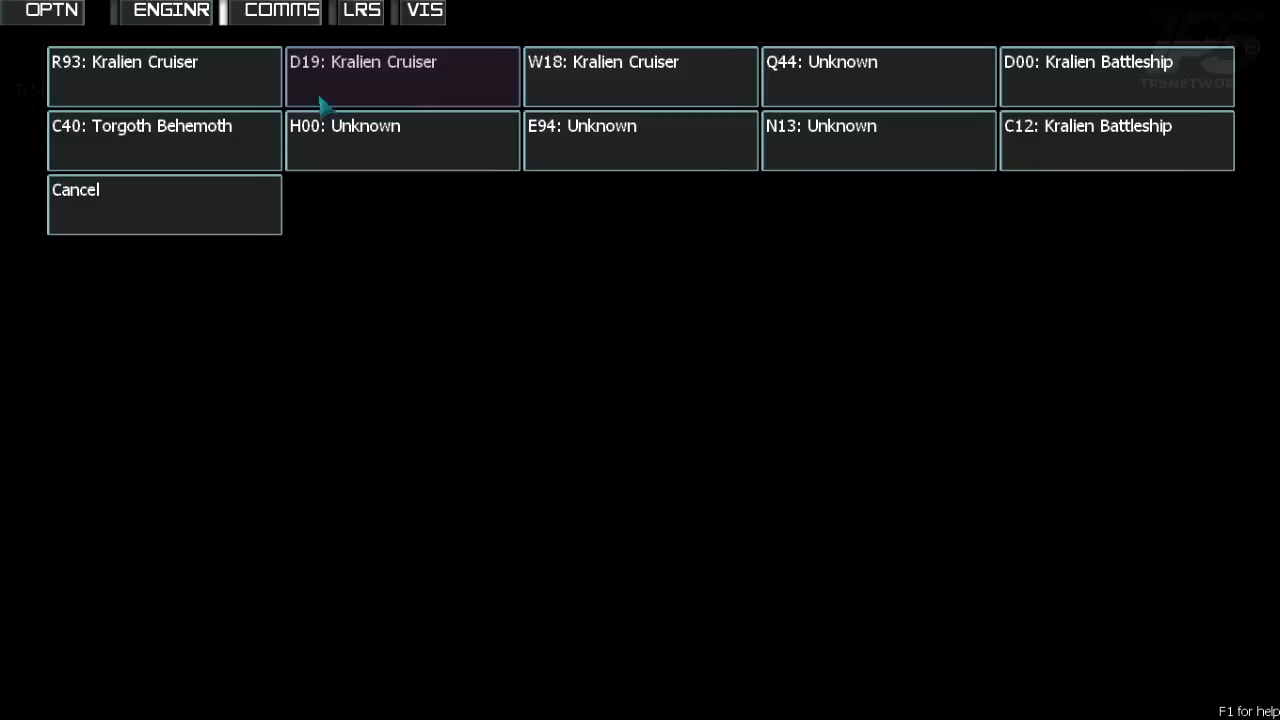 OPTN ENGINR COMMS LRS VIS
R93: Kralien Cruiser D19: Kralien Cruiser W18: Kralien Cruiser Q44: Unknown D00: Kralien Battleship
TPSNETWORK
C40: Torgoth Behemoth H00: Unknown E94: Unknown N13: Unknown C12: Kralien Battleship
Cancel
F1 for help